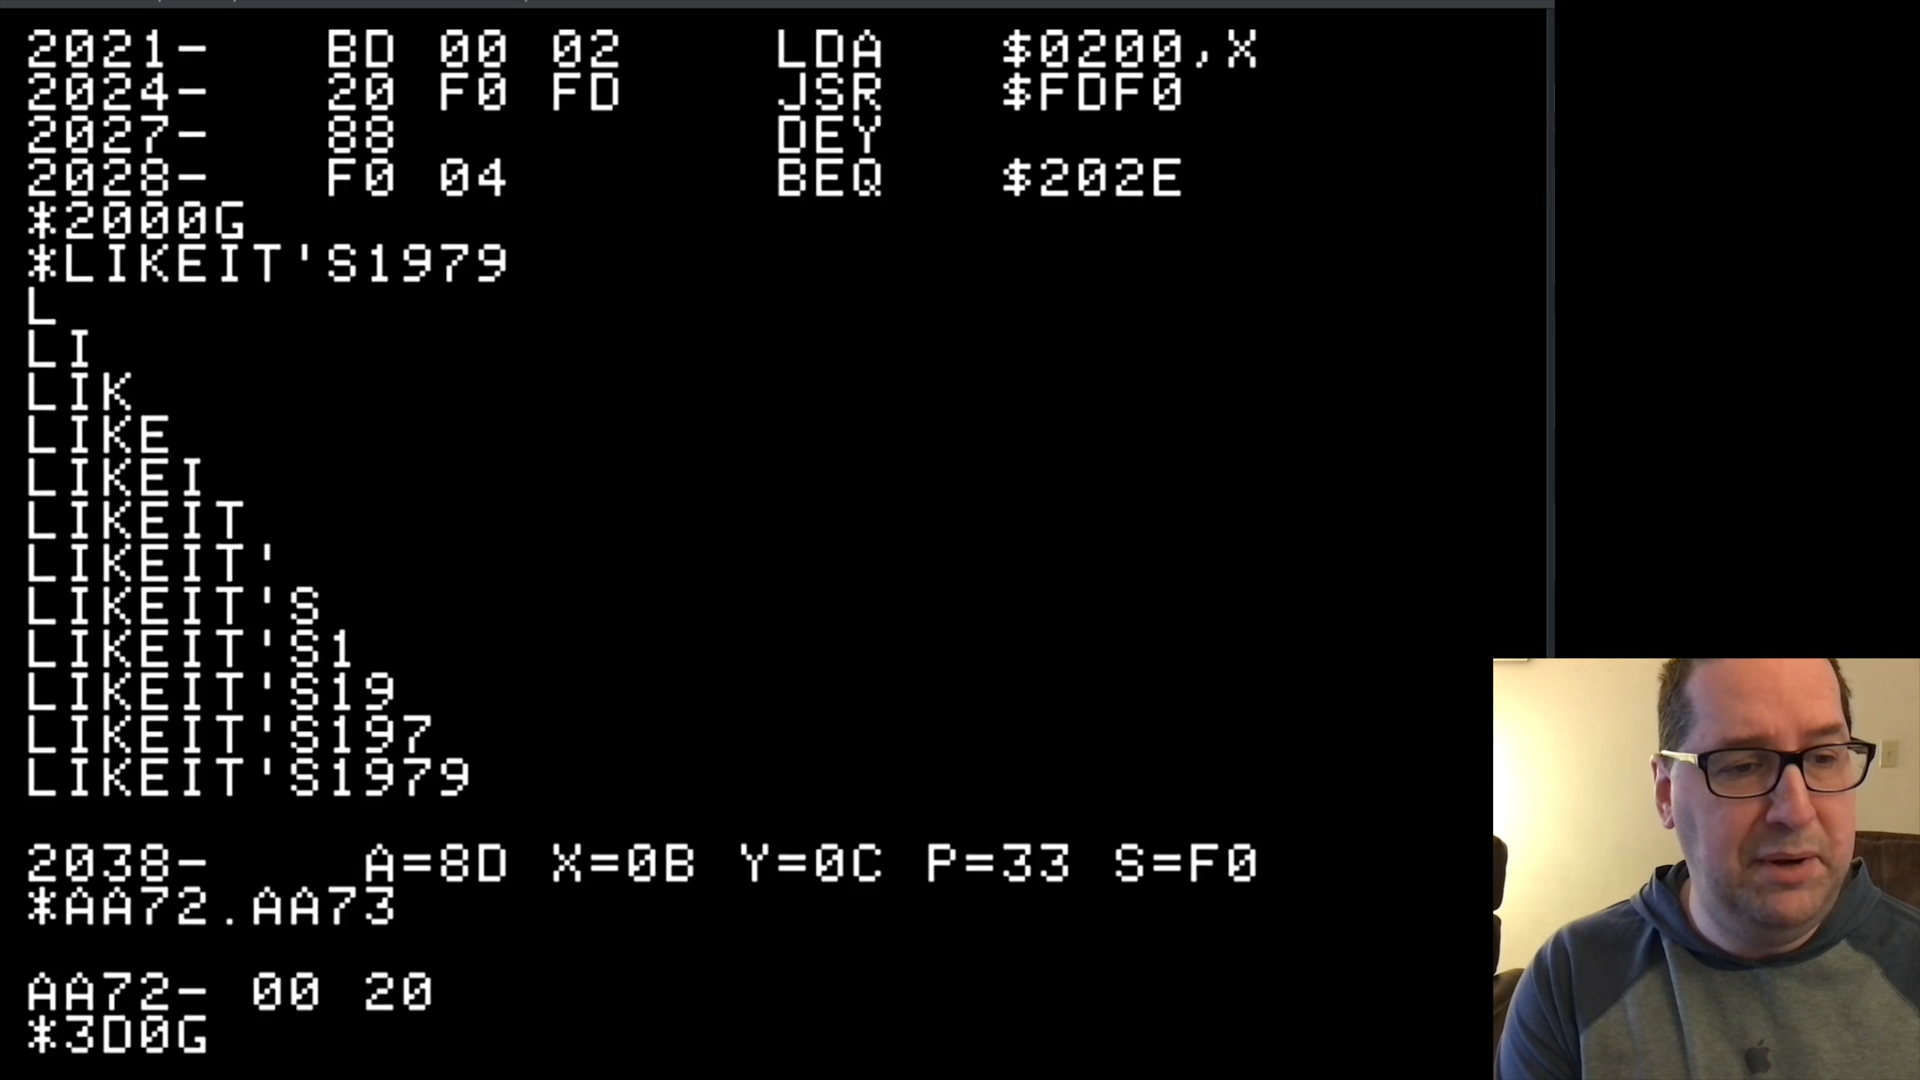 2021-   BD 00 02    LDA   $0200,X
2024-   20 F0 FD    JSR   $FDF0
2027-   88          DEY
2028-   F0 04       BEQ   $202E
*2000G
*LIKEIT'S1979
L
LI
LIK
LIKE
LIKEI
LIKEIT
LIKEIT'
LIKEIT'S
LIKEIT'S1
LIKEIT'S19
LIKEIT'S197
LIKEIT'S1979
2038-    A=8D X=0B Y=0C P=33 S=F0
*AA72.AA73
AA72- 00 20
*3D0G